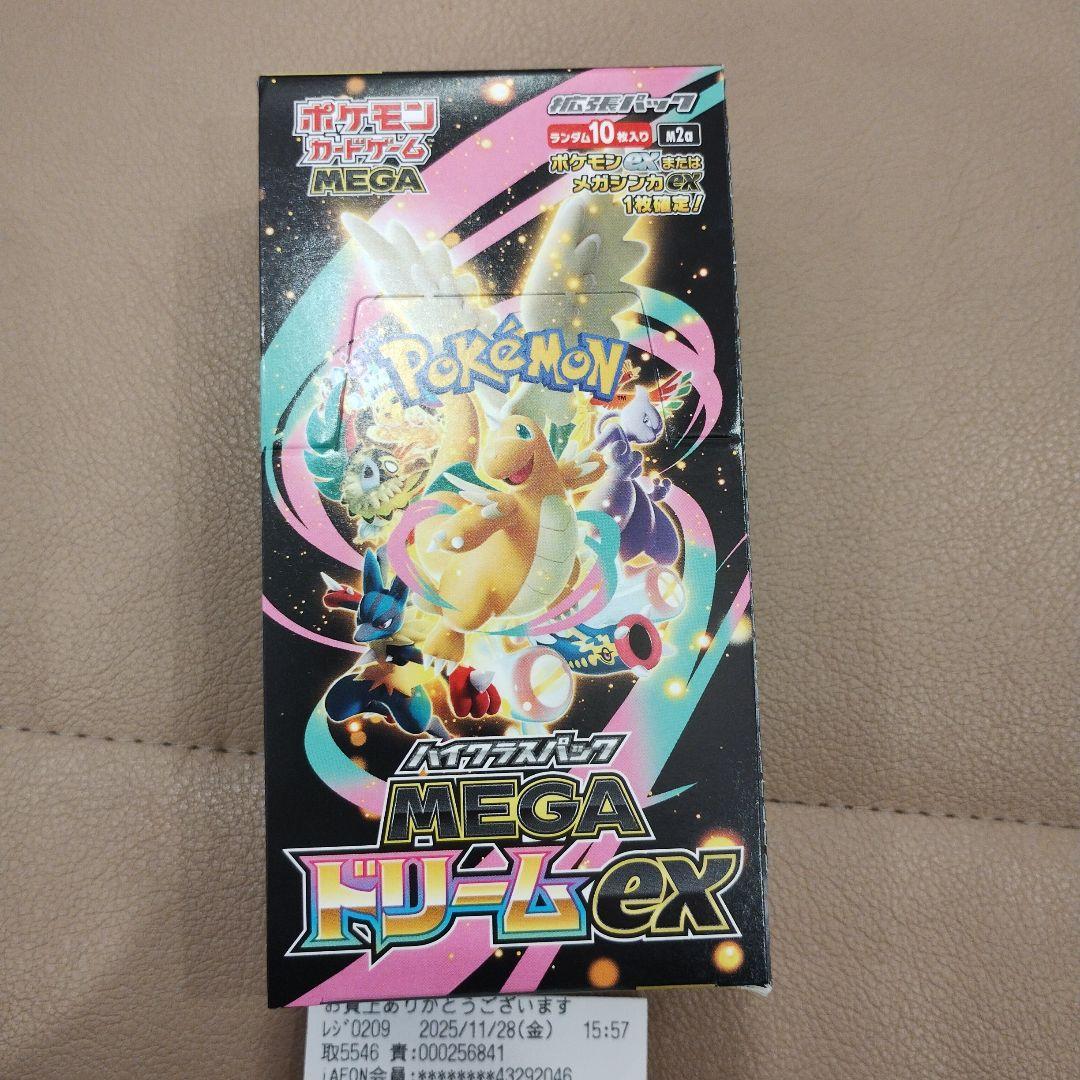 ポケモン
カードゲーム
MEGA
拡張パック
ランダム10枚入り M2a
ポケモンexまたは
メガシンカex
1枚確定!
POKéMON
TM
ハイクラスパック
MEGA
ドリームex
お買上ありがとうございます
レジ0209 2025/11/28(金) 15:57
取5546 責:000256841
iAEON会員:********43292046